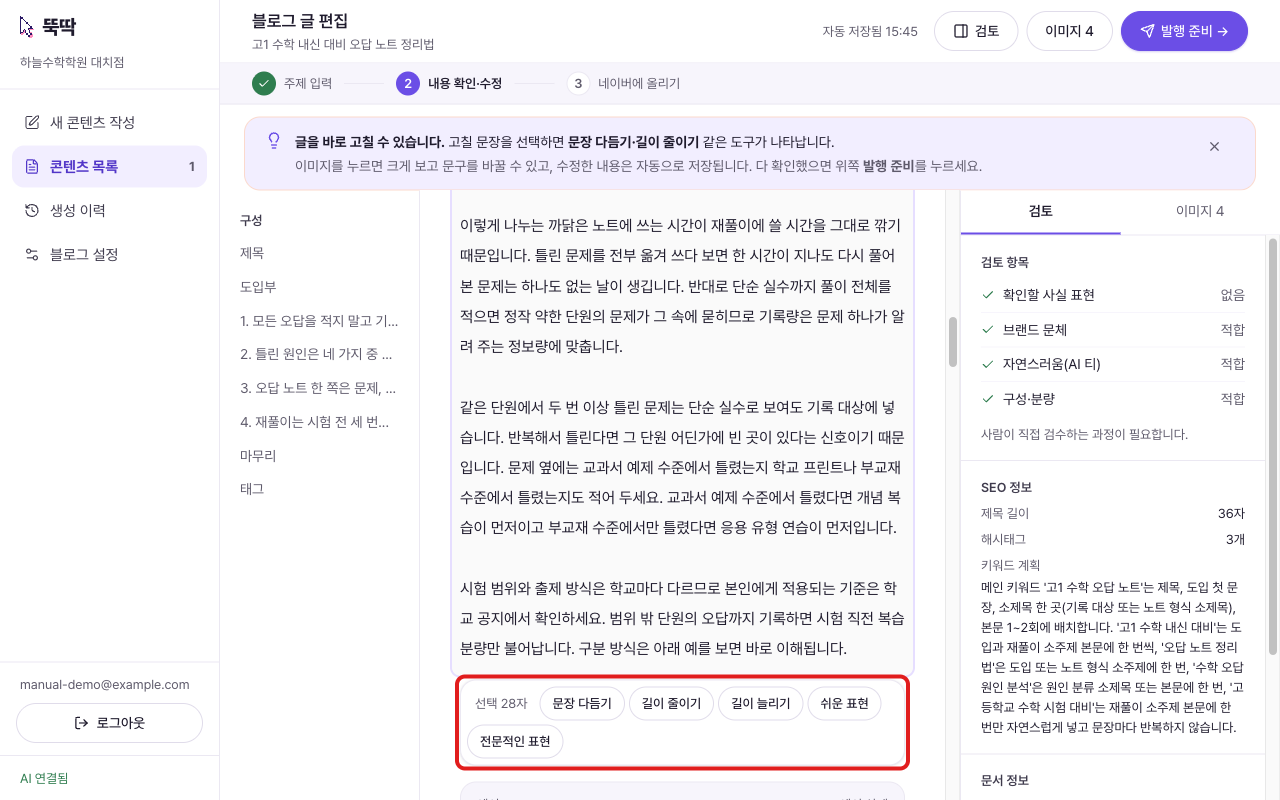 뚝딱
하늘수학학원 대치점
새 콘텐츠 작성
콘텐츠 목록 1
생성 이력
블로그 설정
manual-demo@example.com
로그아웃
AI 연결됨
블로그 글 편집
고1 수학 내신 대비 오답 노트 정리법
자동 저장됨 15:45
검토
이미지 4
발행 준비 →
주제 입력
2 내용 확인·수정
3 네이버에 올리기
글을 바로 고칠 수 있습니다. 고칠 문장을 선택하면 문장 다듬기·길이 줄이기 같은 도구가 나타납니다.
이미지를 누르면 크게 보고 문구를 바꿀 수 있고, 수정한 내용은 자동으로 저장됩니다. 다 확인했으면 위쪽 발행 준비를 누르세요.
구성
제목
도입부
1. 모든 오답을 적지 말고 기...
2. 틀린 원인은 네 가지 중 ...
3. 오답 노트 한 쪽은 문제, ...
4. 재풀이는 시험 전 세 번...
마무리
태그
이렇게 나누는 까닭은 노트에 쓰는 시간이 재풀이에 쓸 시간을 그대로 깎기
때문입니다. 틀린 문제를 전부 옮겨 쓰다 보면 한 시간이 지나도 다시 풀어
본 문제는 하나도 없는 날이 생깁니다. 반대로 단순 실수까지 풀이 전체를
적으면 정작 약한 단원의 문제가 그 속에 묻히므로 기록량은 문제 하나가 알
려 주는 정보량에 맞춥니다.
같은 단원에서 두 번 이상 틀린 문제는 단순 실수로 보여도 기록 대상에 넣
습니다. 반복해서 틀린다면 그 단원 어딘가에 빈 곳이 있다는 신호이기 때문
입니다. 문제 옆에는 교과서 예제 수준에서 틀렸는지 학교 프린트나 부교재
수준에서 틀렸는지도 적어 두세요. 교과서 예제 수준에서 틀렸다면 개념 복
습이 먼저이고 부교재 수준에서만 틀렸다면 응용 유형 연습이 먼저입니다.
시험 범위와 출제 방식은 학교마다 다르므로 본인에게 적용되는 기준은 학
교 공지에서 확인하세요. 범위 밖 단원의 오답까지 기록하면 시험 직전 복습
분량만 불어납니다. 구분 방식은 아래 예를 보면 바로 이해됩니다.
선택 28자
문장 다듬기
길이 줄이기
길이 늘리기
쉬운 표현
전문적인 표현
검토
이미지 4
검토 항목
확인할 사실 표현 없음
브랜드 문체 적합
자연스러움(AI 티) 적합
구성·분량 적합
사람이 직접 검수하는 과정이 필요합니다.
SEO 정보
제목 길이 36자
해시태그 3개
키워드 계획
메인 키워드 '고1 수학 오답 노트'는 제목, 도입 첫 문
장, 소제목 한 곳(기록 대상 또는 노트 형식 소제목),
본문 1~2회에 배치합니다. '고1 수학 내신 대비'는 도
입과 재풀이 소주제 본문에 한 번씩, '오답 노트 정리
법'은 도입 또는 노트 형식 소주제에 한 번, '수학 오답
원인 분석'은 원인 분류 소제목 또는 본문에 한 번, '고
등학교 수학 시험 대비'는 재풀이 소주제 본문에 한
번만 자연스럽게 넣고 문장마다 반복하지 않습니다.
문서 정보